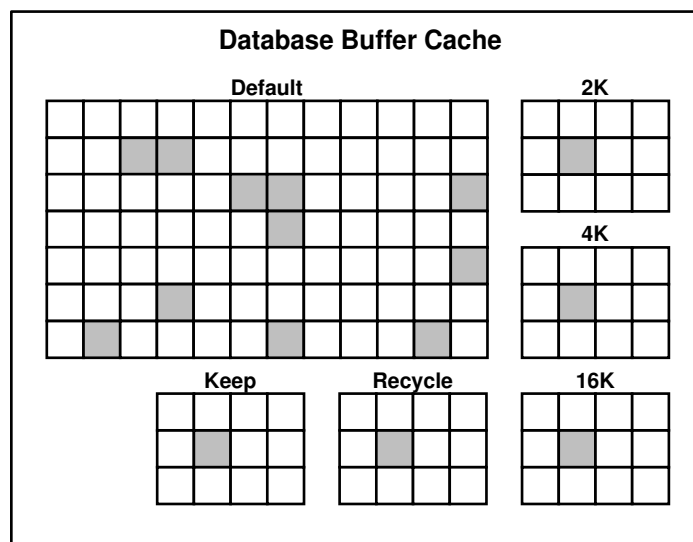 Database Buffer Cache
Default
2K
4K
Keep
Recycle
16K